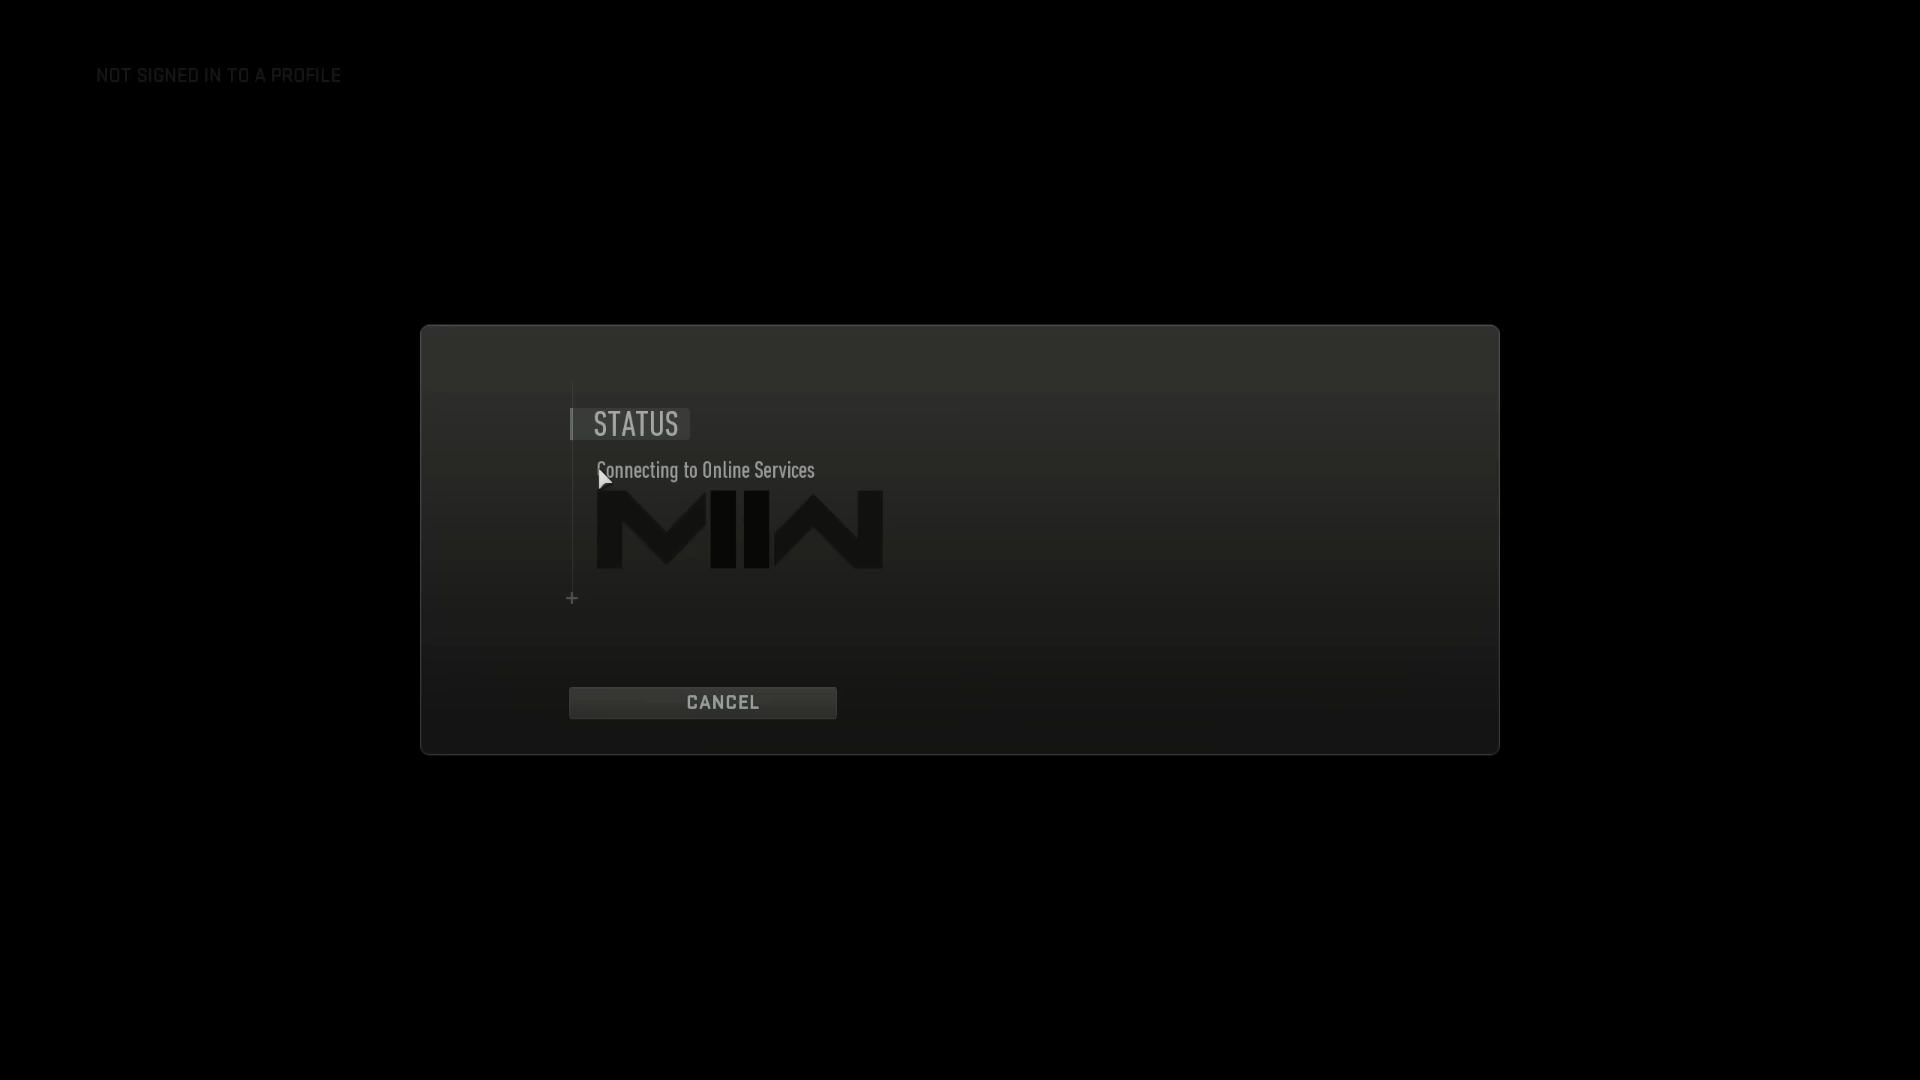 NOT SIGNED IN TO A PROFILE
STATUS
Connecting to Online Services
MIIW
CANCEL